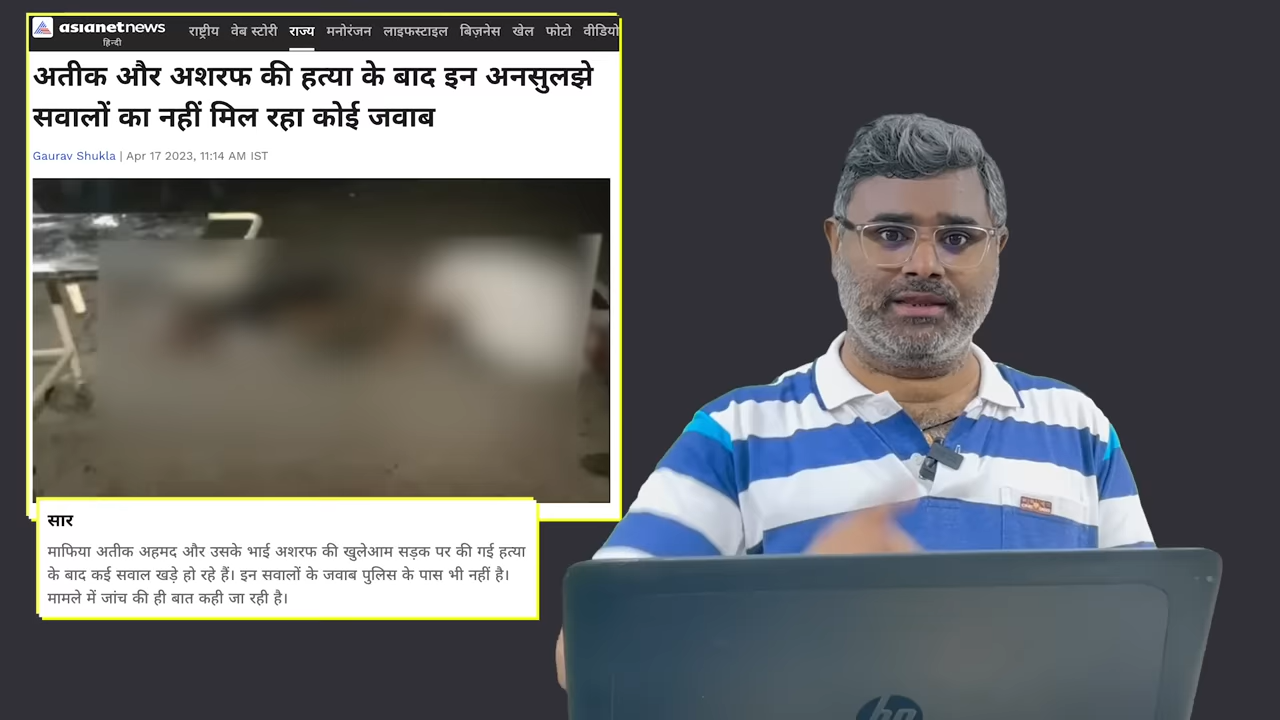 asianetnews
हिन्दी
राष्ट्रीय वेब स्टोरी राज्य मनोरंजन लाइफस्टाइल बिज़नेस खेल फोटो वीडियो
अतीक और अशरफ की हत्या के बाद इन अनसुलझे
सवालों का नहीं मिल रहा कोई जवाब
Gaurav Shukla | Apr 17 2023, 11:14 AM IST
सार
माफिया अतीक अहमद और उसके भाई अशरफ की खुलेआम सड़क पर की गई हत्या
के बाद कई सवाल खड़े हो रहे हैं। इन सवालों के जवाब पुलिस के पास भी नहीं है।
मामले में जांच की ही बात कही जा रही है।
hp